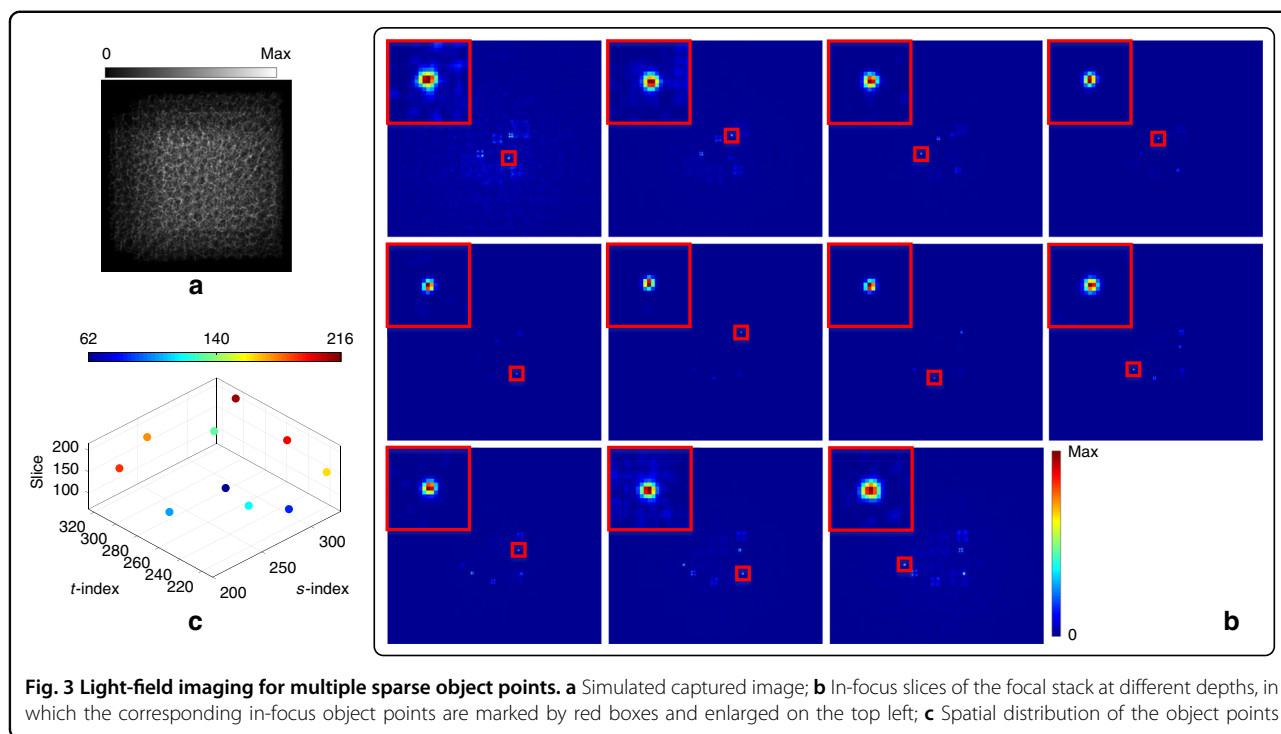 0 Max
a
62 140 216
Slice
200
150
100
320
300
280
260
240
220
200
250
300
t-index
s-index
c
Max
0
b
Fig. 3 Light-field imaging for multiple sparse object points. a Simulated captured image; b In-focus slices of the focal stack at different depths, in
which the corresponding in-focus object points are marked by red boxes and enlarged on the top left; c Spatial distribution of the object points